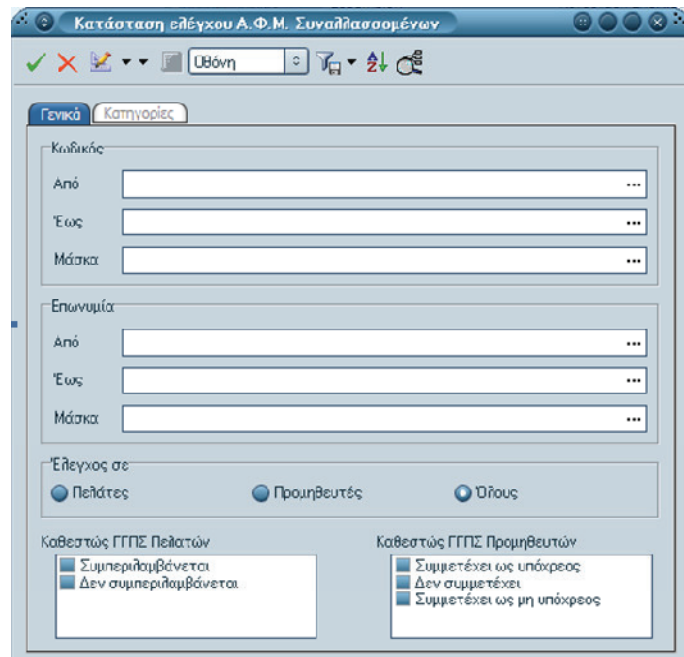 Κατάσταση ελέγχου Α.Φ.Μ. Συναλλασσομένων
Οθόνη
Γενικά Κατηγορίες
Κωδικός
Από ...
Έως ...
Μάσκα ...
Επωνυμία
Από ...
Έως ...
Μάσκα ...
Έλεγχος σε
Πελάτες Προμηθευτές Όλους
Καθεστώς ΓΓΠΣ Πελατών Καθεστώς ΓΓΠΣ Προμηθευτών
Συμπεριλαμβάνεται Συμμετέχει ως υπόχρεος
Δεν συμπεριλαμβάνεται Δεν συμμετέχει
Συμμετέχει ως μη υπόχρεος